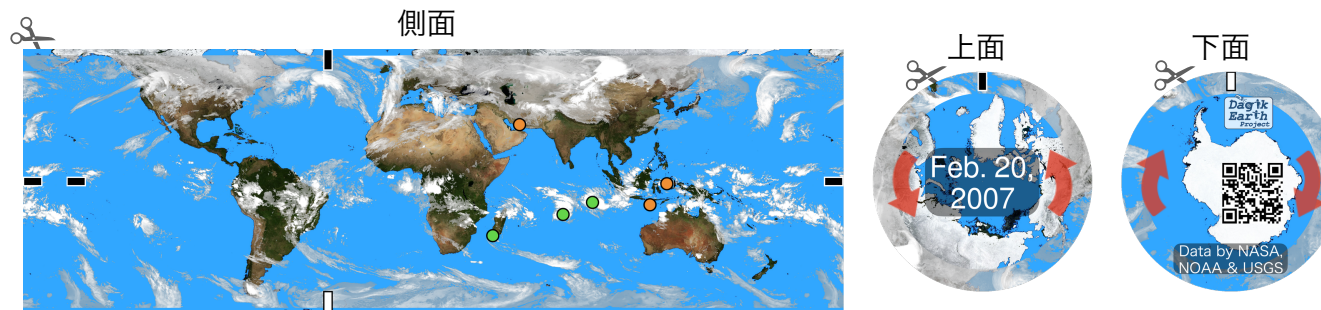 側面
上面
下面
Feb. 20,
2007
Dagik
Earth
Project
Data by NASA,
NOAA & USGS